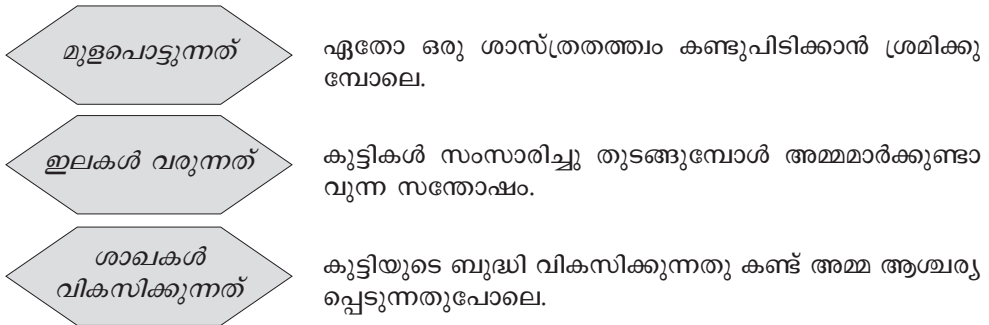 മുളപൊട്ടുന്നത്
ഏതോ ഒരു ശാസ്ത്രതത്ത്വം കണ്ടുപിടിക്കാൻ ശ്രമിക്കു
മ്പോലെ.
ഇലകൾ വരുന്നത്
കുട്ടികൾ സംസാരിച്ചു തുടങ്ങുമ്പോൾ അമ്മമാർക്കുണ്ടാ
വുന്ന സന്തോഷം.
ശാഖകൾ
വികസിക്കുന്നത്
കുട്ടിയുടെ ബുദ്ധി വികസിക്കുന്നതു കണ്ട് അമ്മ ആശ്ചര്യ
പ്പെടുന്നതുപോലെ.